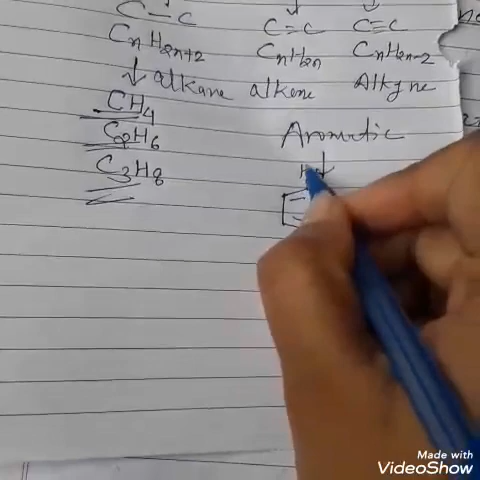 C — C C = C C ≡ C
CnH2n+2 CnH2n CnH2n-2
↓ alkane alkene Alkyne
CH4
C2H6 Aromatic
C3H8
Made with
VideoShow